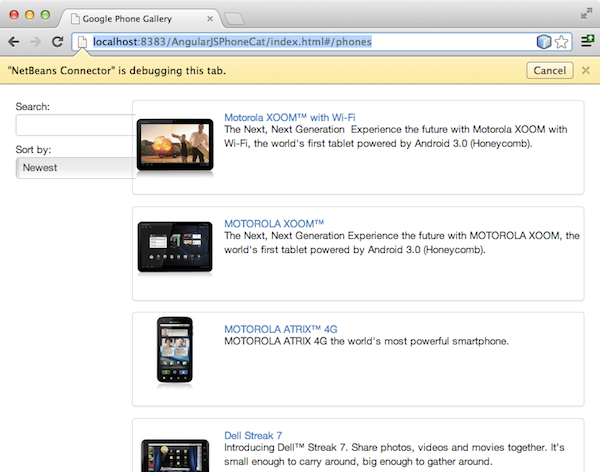 Google Phone Gallery
localhost:8383/AngularJSPhoneCat/index.html#/phones
"NetBeans Connector" is debugging this tab.
Cancel
Search:
Sort by:
Newest
Motorola XOOM™ with Wi-Fi
The Next, Next Generation Experience the future with Motorola XOOM with
Wi-Fi, the world's first tablet powered by Android 3.0 (Honeycomb).
MOTOROLA XOOM™
The Next, Next Generation Experience the future with MOTOROLA XOOM, the
world's first tablet powered by Android 3.0 (Honeycomb).
MOTOROLA ATRIX™ 4G
MOTOROLA ATRIX 4G the world's most powerful smartphone.
Dell Streak 7
Introducing Dell™ Streak 7. Share photos, videos and movies together. It's
small enough to carry around, big enough to gather around.